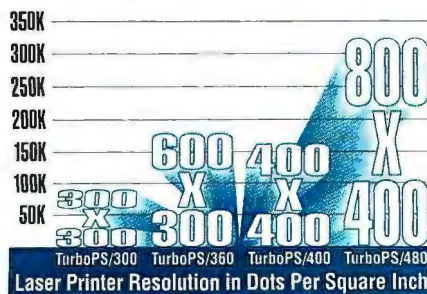 350K
300K
250K
200K
150K
100K
50K
300
X
300
600
X
300
400
X
400
800
X
400
TurboPS/300 TurboPS/360 TurboPS/400 TurboPS/480
Laser Printer Resolution in Dots Per Square Inch